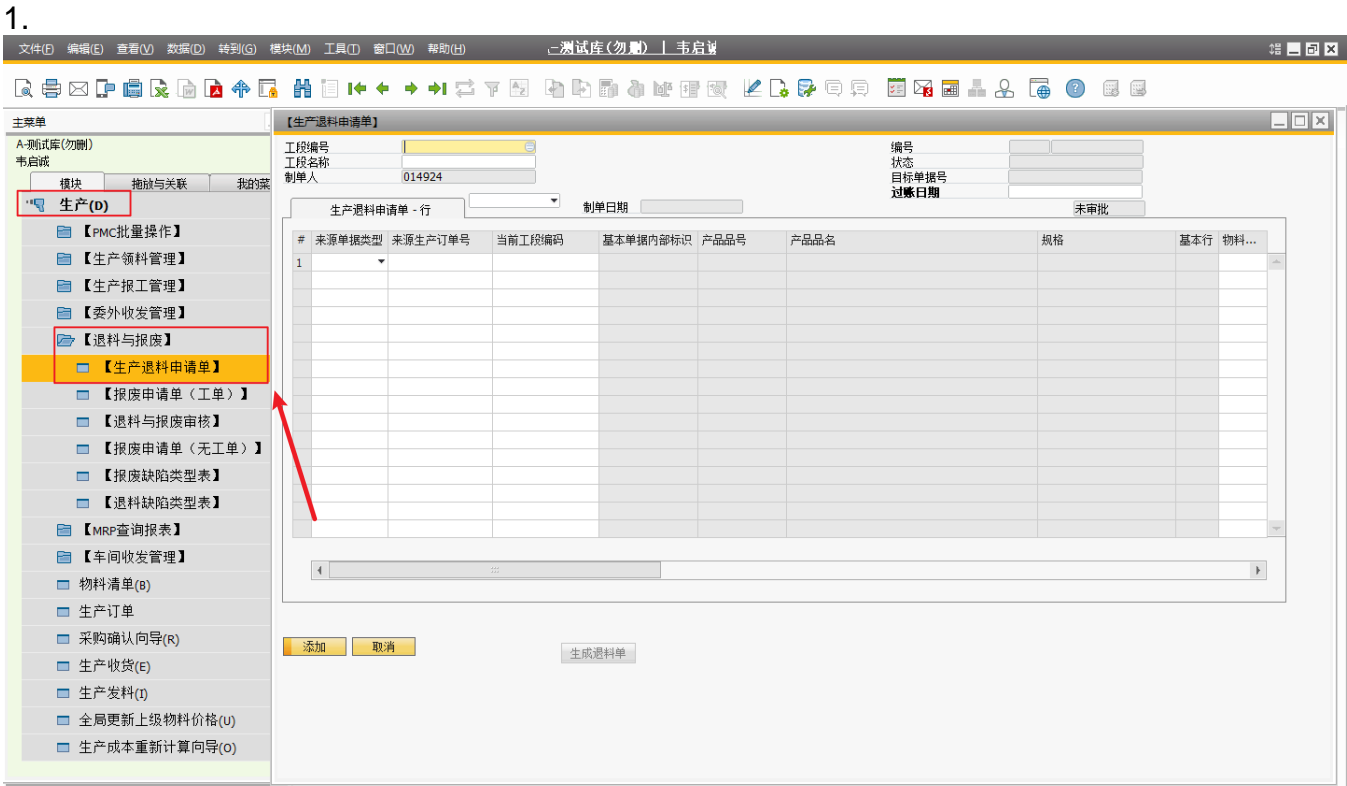 1.
文件(F) 编辑(E) 查看(V) 数据(D) 转到(G) 模块(M) 工具(T) 窗口(W) 帮助(H) 测试库(勿删) | 韦启诚
主菜单
A-测试库(勿删)
韦启诚
模块 拖放与关联 我的菜
生产(D)
【PMC批量操作】
【生产领料管理】
【生产报工管理】
【委外收发管理】
【退料与报废】
【生产退料申请单】
【报废申请单（工单）】
【退料与报废审核】
【报废申请单（无工单）】
【报废缺陷类型表】
【退料缺陷类型表】
【MRP查询报表】
【车间收发管理】
物料清单(B)
生产订单
采购确认向导(R)
生产收货(E)
生产发料(I)
全局更新上级物料价格(U)
生产成本重新计算向导(O)
【生产退料申请单】
工段编号 编号
工段名称 状态
制单人 014924 目标单据号
过账日期
生产退料申请单 - 行 制单日期 未审批
# 来源单据类型 来源生产订单号 当前工段编码 基本单据内部标识 产品品号 产品品名 规格 基本行 物料...
1
添加 取消 生成退料单